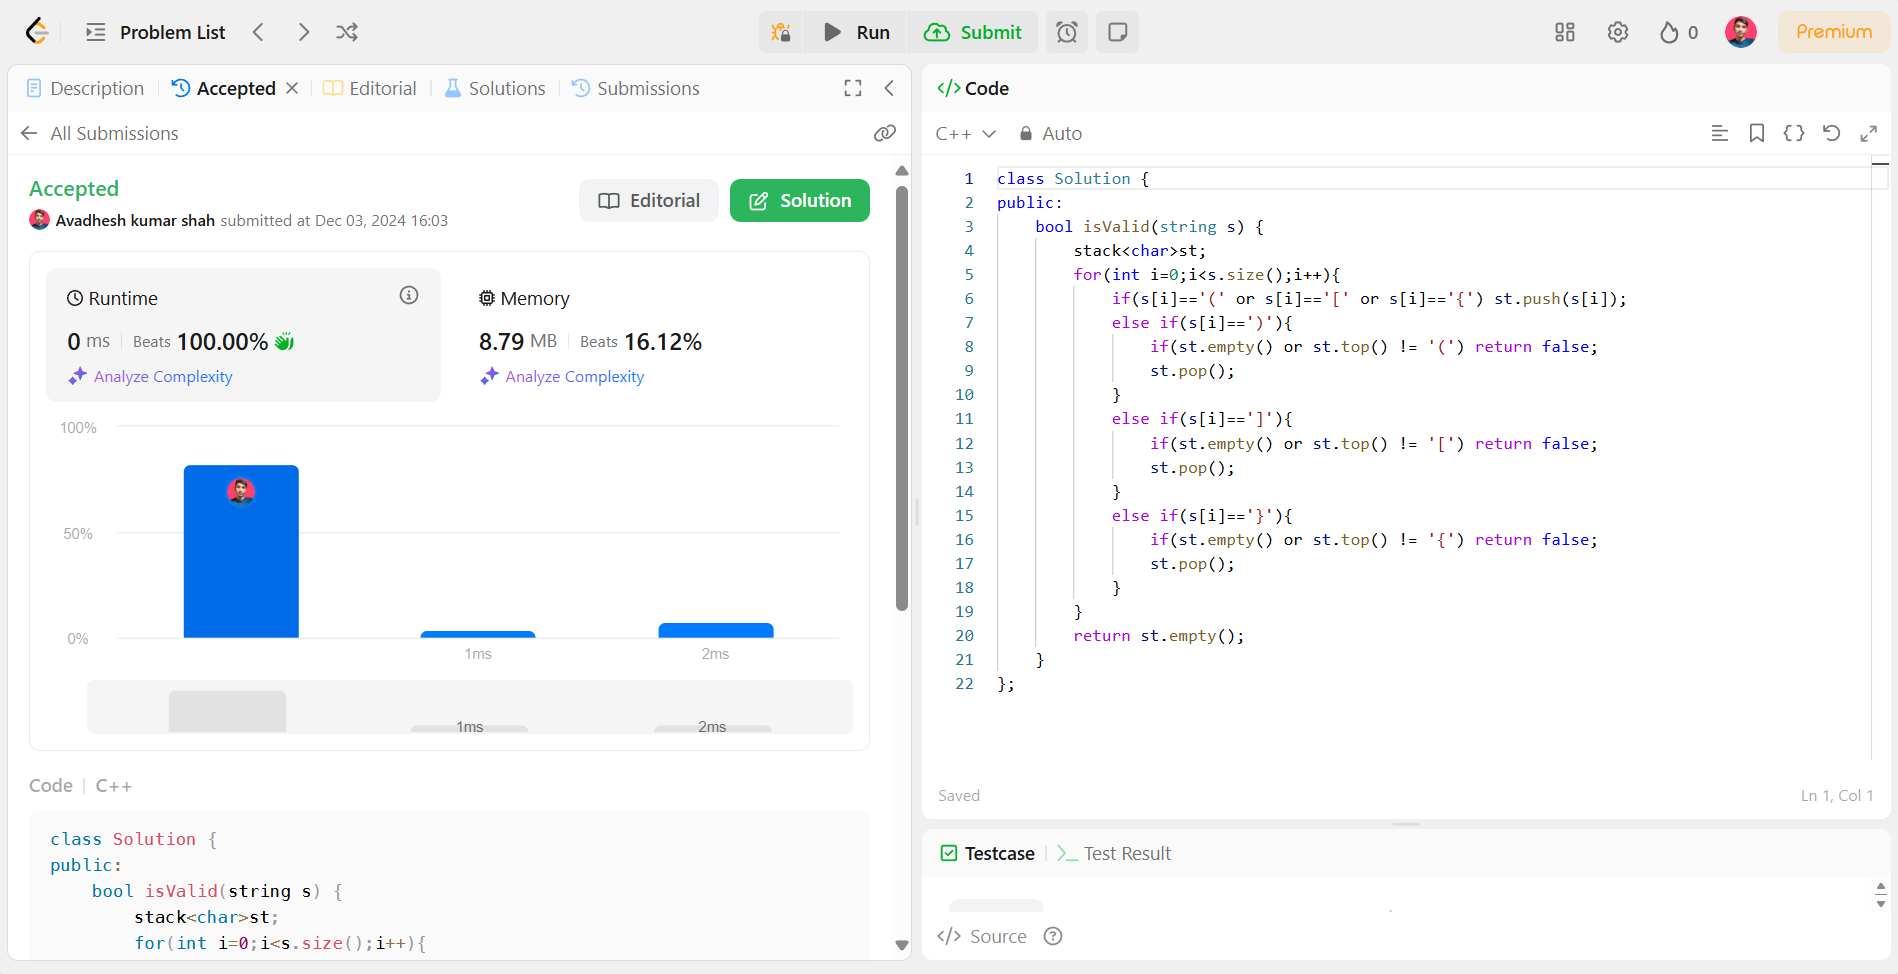 Problem List
Run
Submit
0
Premium
Description
Accepted
Editorial
Solutions
Submissions
All Submissions
Accepted
Avadhesh kumar shah submitted at Dec 03, 2024 16:03
Editorial
Solution
Runtime
0 ms
Beats 100.00%
Analyze Complexity
Memory
8.79 MB
Beats 16.12%
Analyze Complexity
100%
50%
0%
1ms
2ms
1ms
2ms
Code
C++
class Solution {
public:
    bool isValid(string s) {
        stack<char>st;
        for(int i=0;i<s.size();i++){
</> Code
C++
Auto
1 class Solution {
2 public:
3     bool isValid(string s) {
4         stack<char>st;
5         for(int i=0;i<s.size();i++){
6             if(s[i]=='(' or s[i]=='[' or s[i]=='{') st.push(s[i]);
7             else if(s[i]==')'){
8                 if(st.empty() or st.top() != '(') return false;
9                 st.pop();
10             }
11             else if(s[i]==']'){
12                 if(st.empty() or st.top() != '[') return false;
13                 st.pop();
14             }
15             else if(s[i]=='}'){
16                 if(st.empty() or st.top() != '{') return false;
17                 st.pop();
18             }
19         }
20         return st.empty();
21     }
22 };
Saved
Ln 1, Col 1
Testcase
>_ Test Result
</> Source